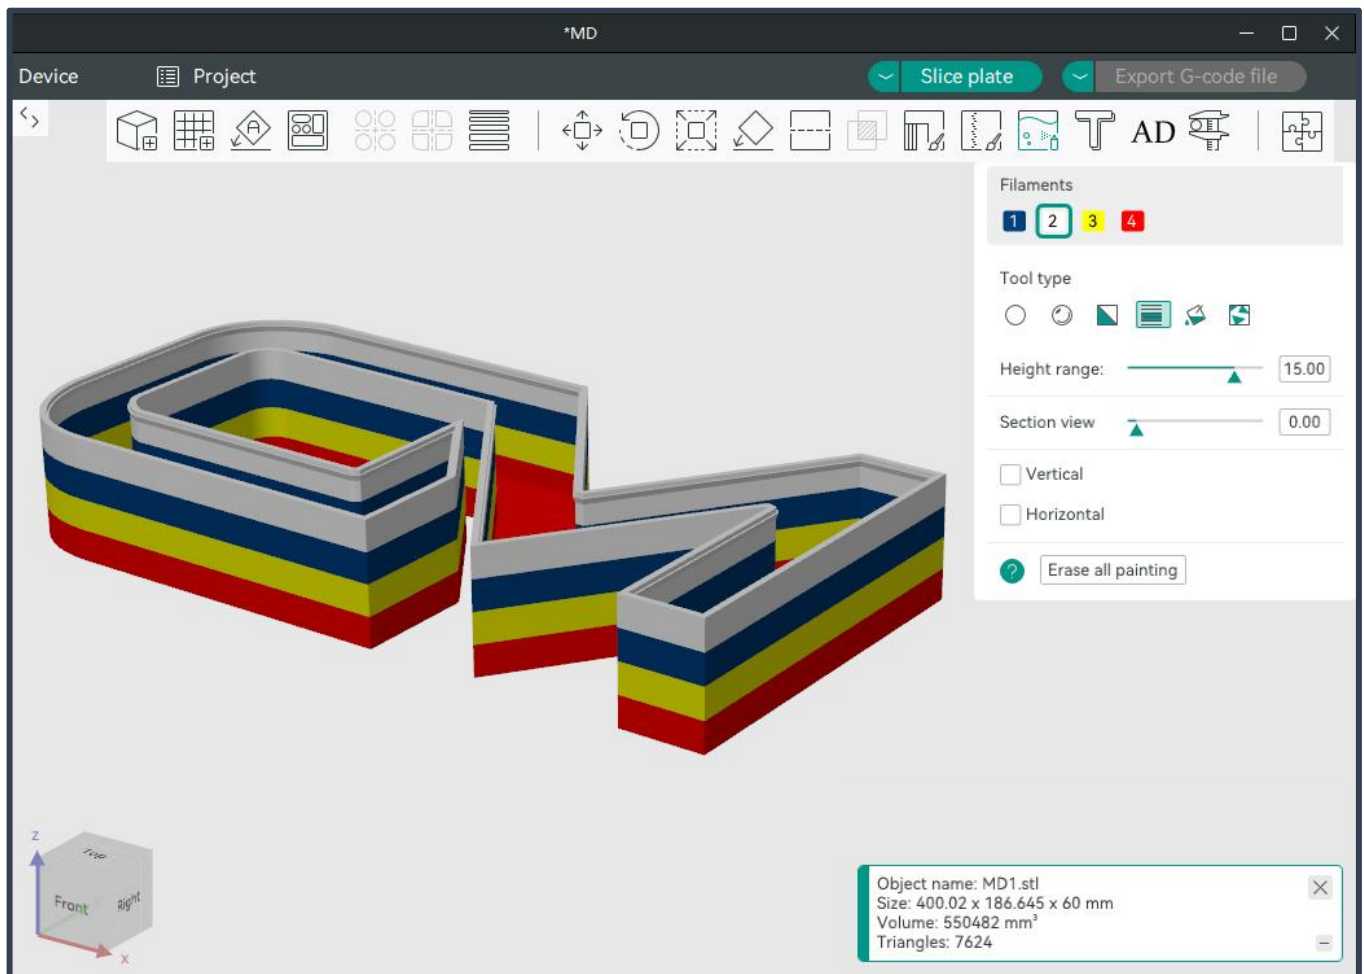 *MD
Device
Project
Slice plate
Export G-code file
A
AD
Filaments
1 2 3 4
Tool type
Height range: 15.00
Section view 0.00
Vertical
Horizontal
? Erase all painting
Z
Top
Front
Right
X
Object name: MD1.stl
Size: 400.02 x 186.645 x 60 mm
Volume: 550482 mm³
Triangles: 7624